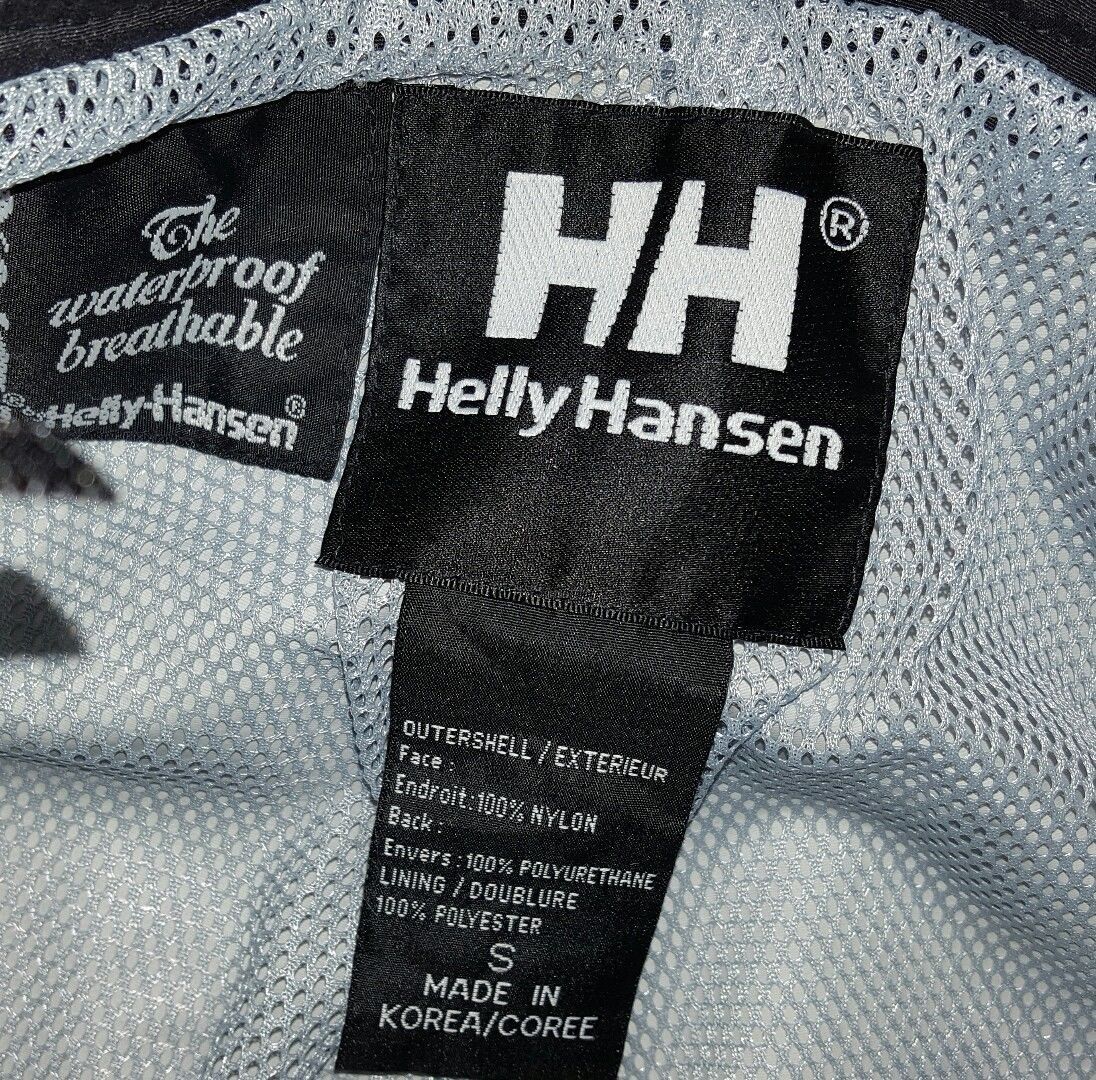 The
waterproof
breathable
Helly-Hansen®
HH®
Helly Hansen
OUTERSHELL / EXTERIEUR
Face :
Endroit : 100% NYLON
Back :
Envers : 100% POLYURETHANE
LINING / DOUBLURE
100% POLYESTER
S
MADE IN
KOREA/COREE